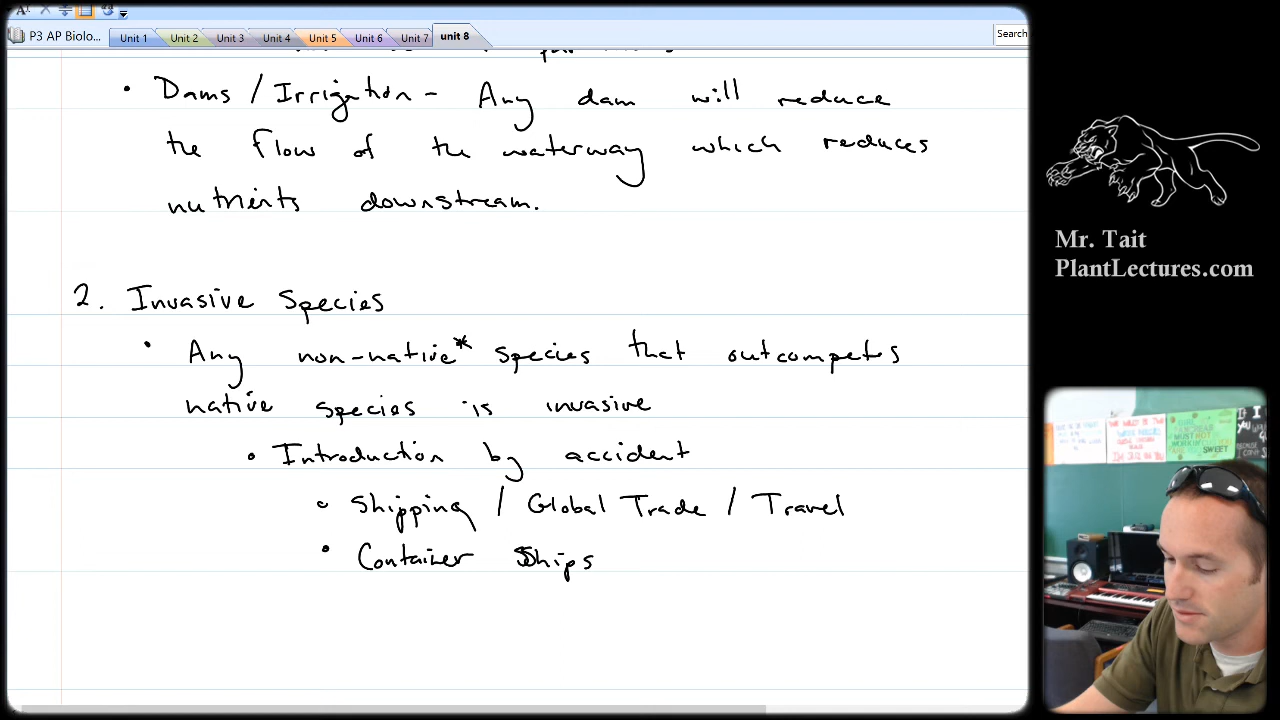 P3 AP Biolo...
Unit 1
Unit 2
Unit 3
Unit 4
Unit 5
Unit 6
Unit 7
unit 8
Search
• Dams / Irrigation - Any dam will reduce
the flow of the waterway which reduces
nutrients downstream.
2. Invasive Species
• Any non-native* species that outcompetes
native species is invasive
• Introduction by accident
• Shipping / Global Trade / Travel
• Container Ships
Mr. Tait
PlantLectures.com
MUST NOT
SWEET